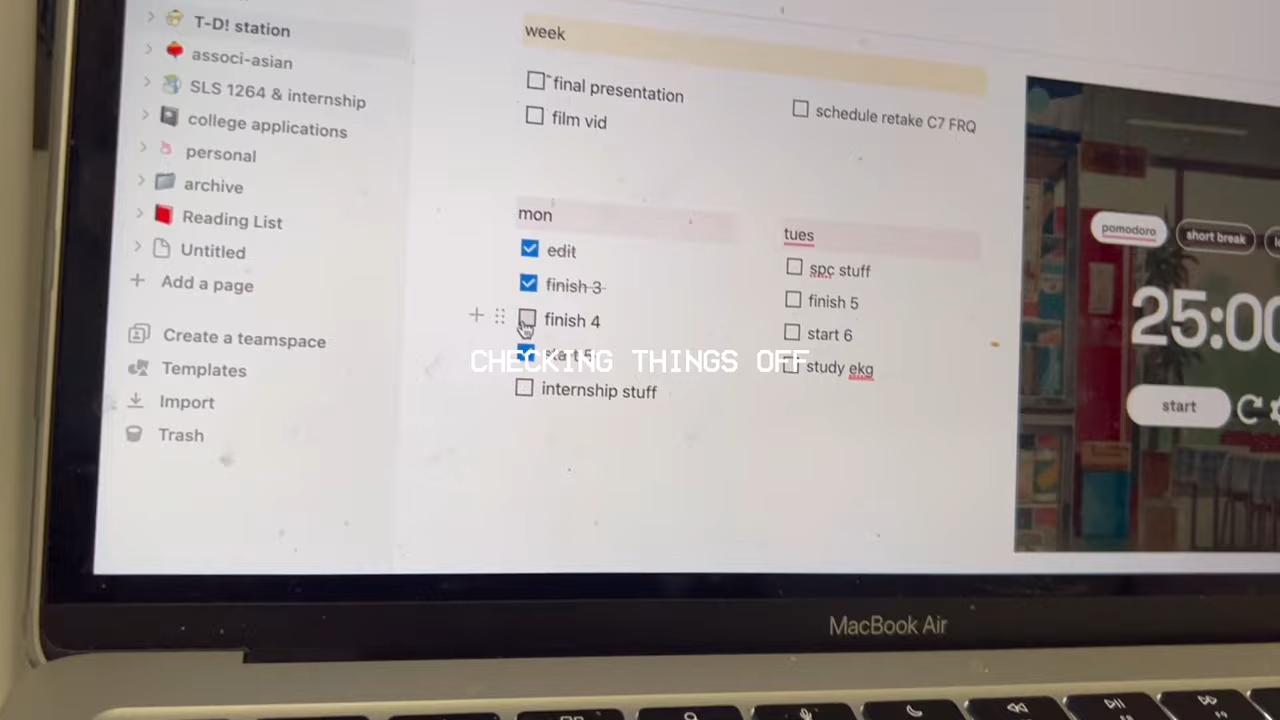 T-D! station
associ-asian
SLS 1264 & internship
college applications
personal
archive
Reading List
Untitled
Add a page
Create a teamspace
Templates
Import
Trash
week
final presentation
film vid
schedule retake C7 FRQ
mon
edit
finish 3
finish 4
start 5
internship stuff
tues
spc stuff
finish 5
start 6
study ekg
CHECKING THINGS OFF
pomodoro
short break
25:00
start
MacBook Air